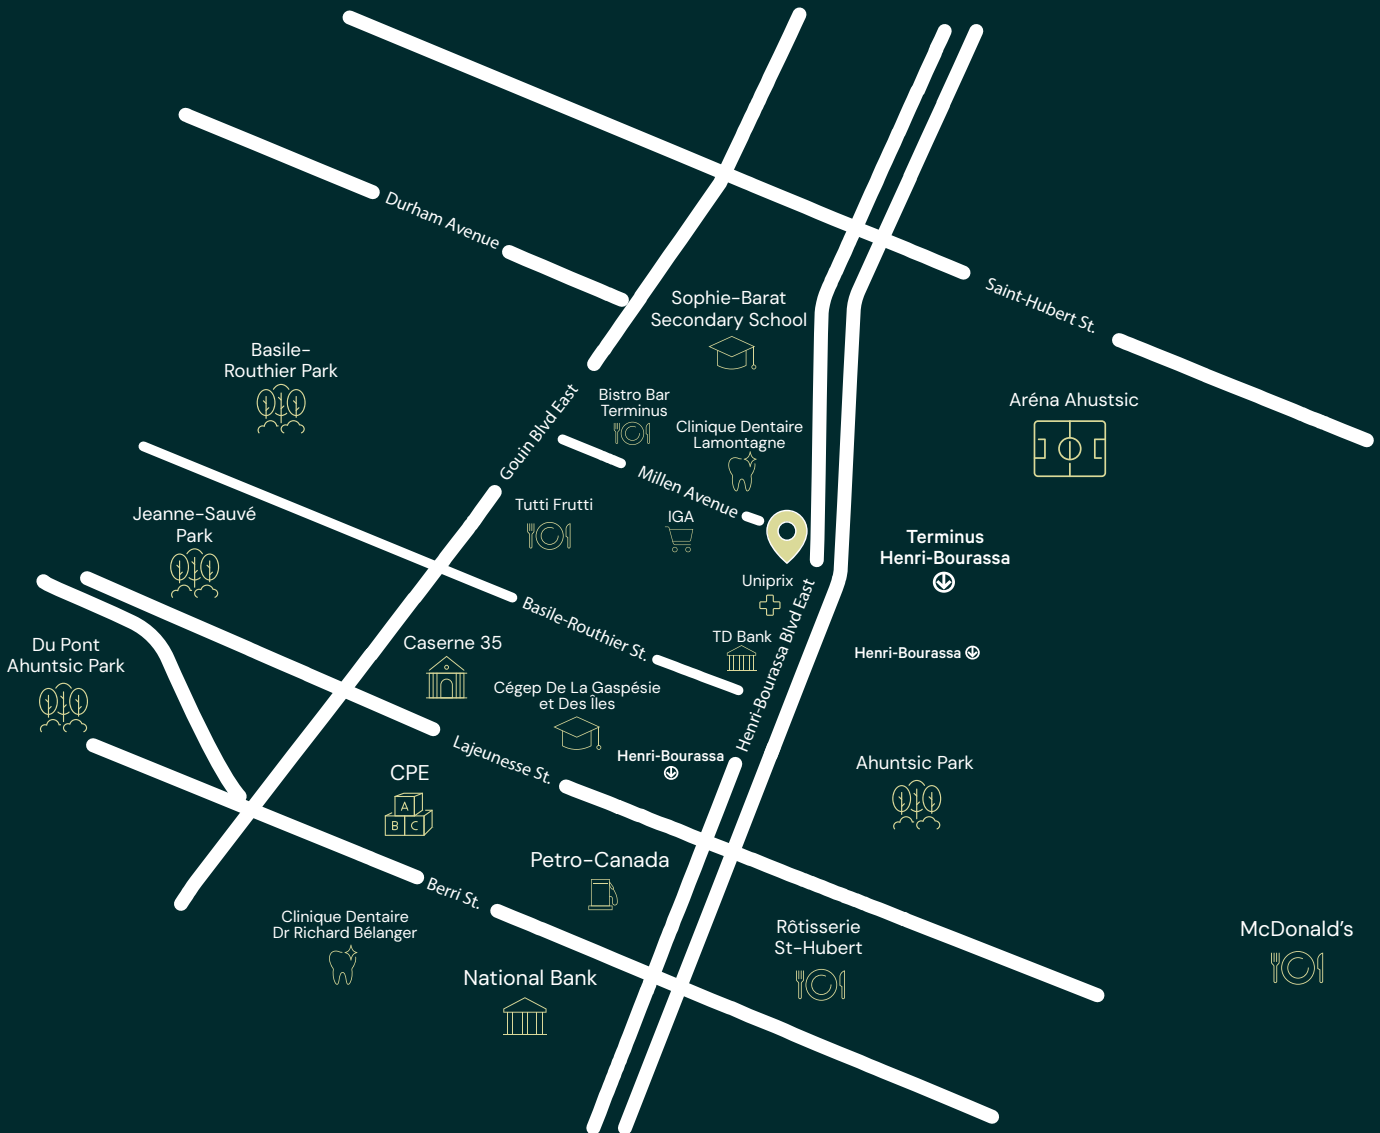 Durham Avenue
Saint-Hubert St.
Sophie-Barat
Secondary School
Basile-
Routhier Park
Gouin Blvd East
Bistro Bar
Terminus
Aréna Ahustsic
Clinique Dentaire
Lamontagne
Millen Avenue
Tutti Frutti
IGA
Jeanne-Sauvé
Park
Terminus
Henri-Bourassa
Uniprix
Basile-Routhier St.
Henri-Bourassa Blvd East
TD Bank
Caserne 35
Du Pont
Ahuntsic Park
Henri-Bourassa
Cégep De La Gaspésie
et Des Îles
Henri-Bourassa
Lajeunesse St.
Ahuntsic Park
CPE
A
B C
Petro-Canada
Berri St.
Clinique Dentaire
Dr Richard Bélanger
Rôtisserie
St-Hubert
McDonald's
National Bank